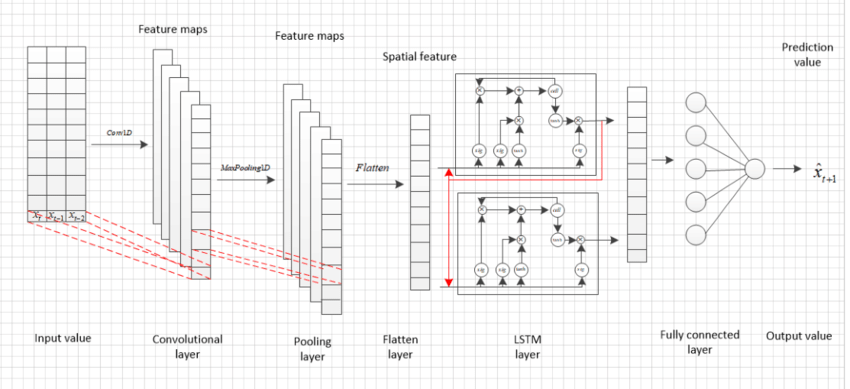 Feature maps
Feature maps
Spatial feature
Prediction
value
Conv1D
MaxPooling1D
Flatten
cell
tanh
sig
sig
tanh
sig
cell
tanh
sig
sig
tanh
sig
x_t x_{t-1} x_{t-2}
x̂_{t+1}
Input value
Convolutional
layer
Pooling
layer
Flatten
layer
LSTM
layer
Fully connected
layer
Output value